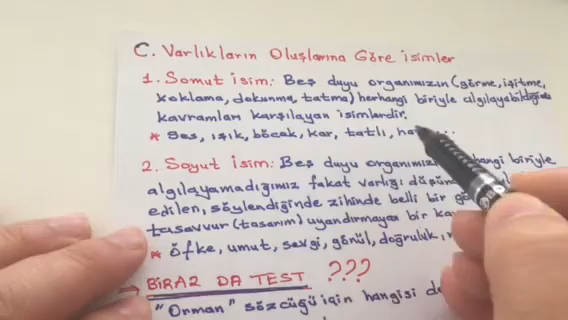 C. Varlıkların Oluşlarına Göre isimler
1. Somut isim: Beş duyu organımızın (görme, işitme,
koklama, dokunma, tatma) herhangi biriyle algılayabildiğimiz
kavramları karşılayan isimlerdir.
* Ses, ışık, böcek, kar, tatlı,
2. Soyut isim: Beş duyu biriyle
algılayamadığımız fakat varlığı
edilen, söylendiğinde zihinde belli bir
tasavvur (tasarım) uyandırmayan bir
* öfke, umut, sevgi, gönül, doğruluk,
→ BİRAZ DA TEST ???
"Orman" sözcüğü için hangisi